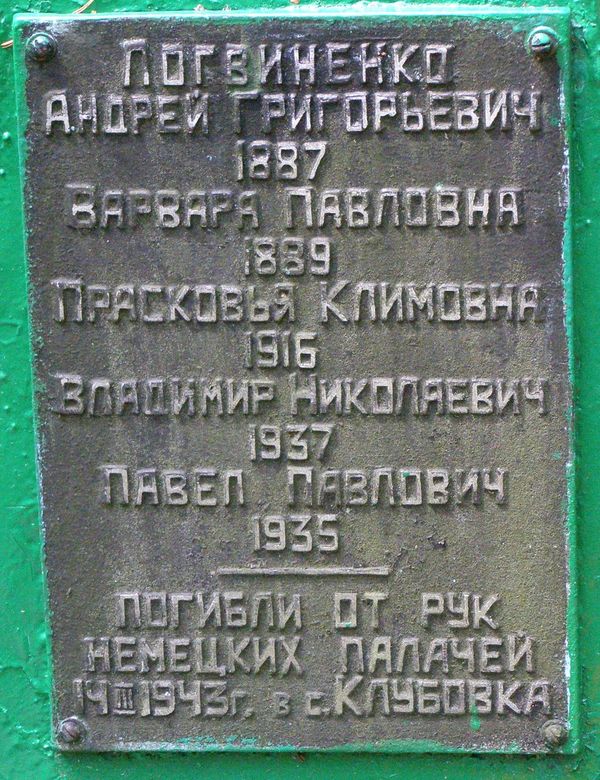 Логвиненко
Андрей Григорьевич
1887
Варвара Павловна
1889
Прасковья Климовна
1916
Владимир Николаевич
1937
Павел Павлович
1935
погибли от рук
немецких палачей
14 III 1943г. в с. Клубовка